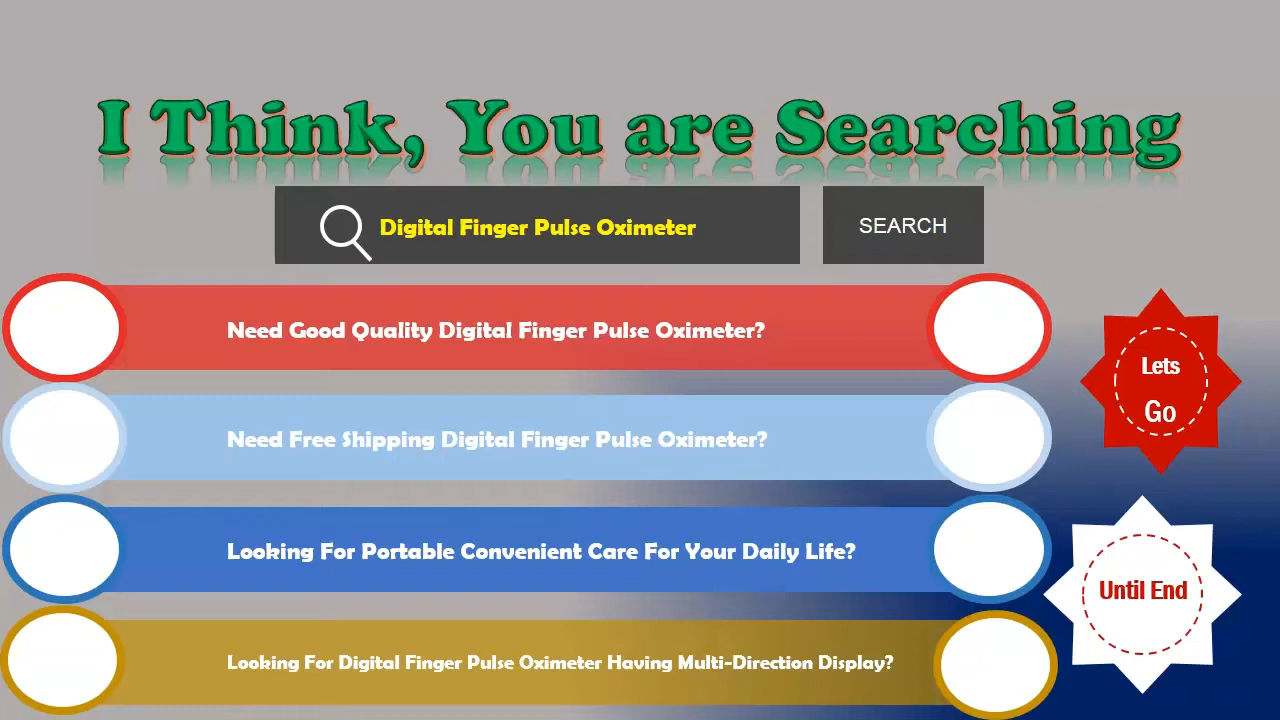 I Think, You are Searching
Digital Finger Pulse Oximeter
SEARCH
Need Good Quality Digital Finger Pulse Oximeter?
Lets
Go
Need Free Shipping Digital Finger Pulse Oximeter?
Looking For Portable Convenient Care For Your Daily Life?
Until End
Looking For Digital Finger Pulse Oximeter Having Multi-Direction Display?